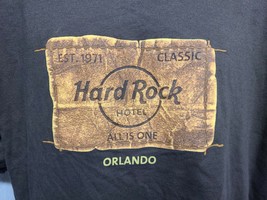 EST. 1971 CLASSIC
Hard Rock
HOTEL
ALL IS ONE
ORLANDO